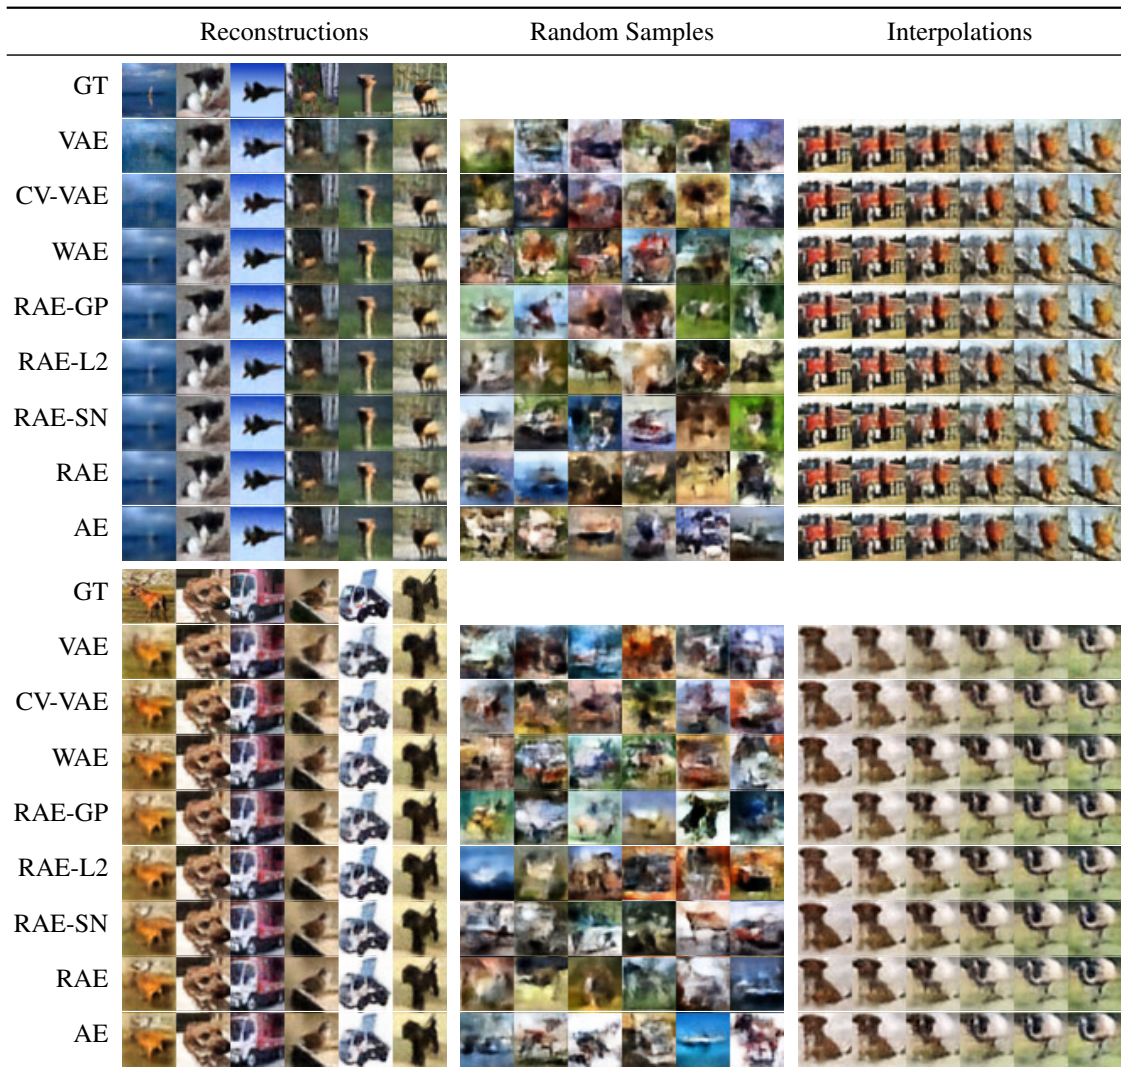 Reconstructions Random Samples Interpolations
GT
VAE
CV-VAE
WAE
RAE-GP
RAE-L2
RAE-SN
RAE
AE
GT
VAE
CV-VAE
WAE
RAE-GP
RAE-L2
RAE-SN
RAE
AE